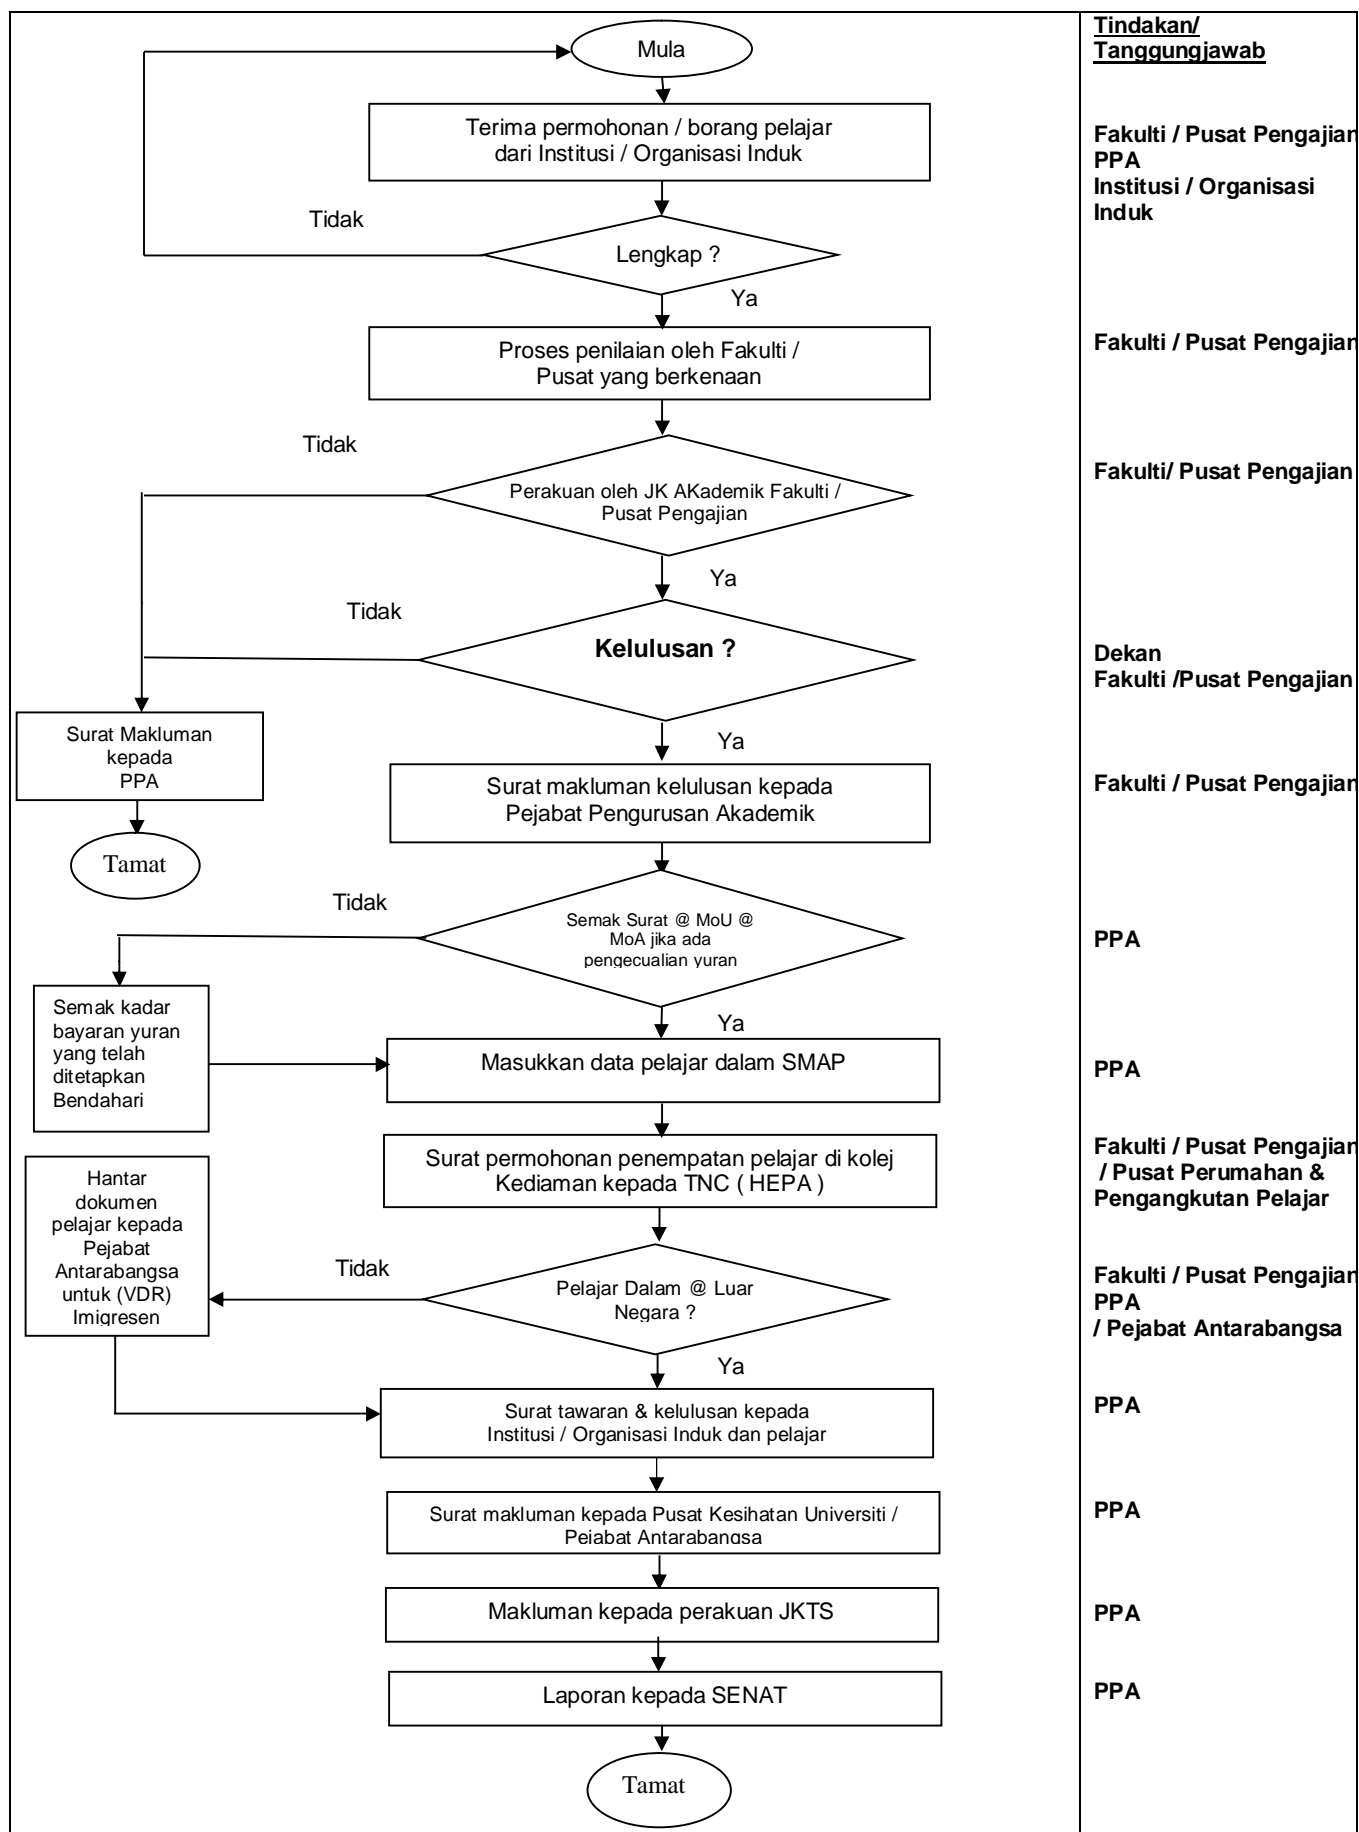 Tindakan/
Tanggungjawab
Mula
Terima permohonan / borang pelajar
dari Institusi / Organisasi Induk
Fakulti / Pusat Pengajian
PPA
Institusi / Organisasi
Induk
Tidak
Lengkap ?
Ya
Proses penilaian oleh Fakulti /
Pusat yang berkenaan
Fakulti / Pusat Pengajian
Tidak
Perakuan oleh JK AKademik Fakulti /
Pusat Pengajian
Fakulti/ Pusat Pengajian
Ya
Tidak
Kelulusan ?
Dekan
Fakulti /Pusat Pengajian
Surat Makluman
kepada
PPA
Tamat
Ya
Surat makluman kelulusan kepada
Pejabat Pengurusan Akademik
Fakulti / Pusat Pengajian
Tidak
Semak Surat @ MoU @
MoA jika ada
pengecualian yuran
PPA
Ya
Semak kadar
bayaran yuran
yang telah
ditetapkan
Bendahari
Masukkan data pelajar dalam SMAP
PPA
Surat permohonan penempatan pelajar di kolej
Kediaman kepada TNC ( HEPA )
Fakulti / Pusat Pengajian
/ Pusat Perumahan &
Pengangkutan Pelajar
Hantar
dokumen
pelajar kepada
Pejabat
Antarabangsa
untuk (VDR)
Imigresen
Tidak
Pelajar Dalam @ Luar
Negara ?
Fakulti / Pusat Pengajian
PPA
/ Pejabat Antarabangsa
Ya
Surat tawaran & kelulusan kepada
Institusi / Organisasi Induk dan pelajar
PPA
Surat makluman kepada Pusat Kesihatan Universiti /
Pejabat Antarabangsa
PPA
Makluman kepada perakuan JKTS
PPA
Laporan kepada SENAT
PPA
Tamat